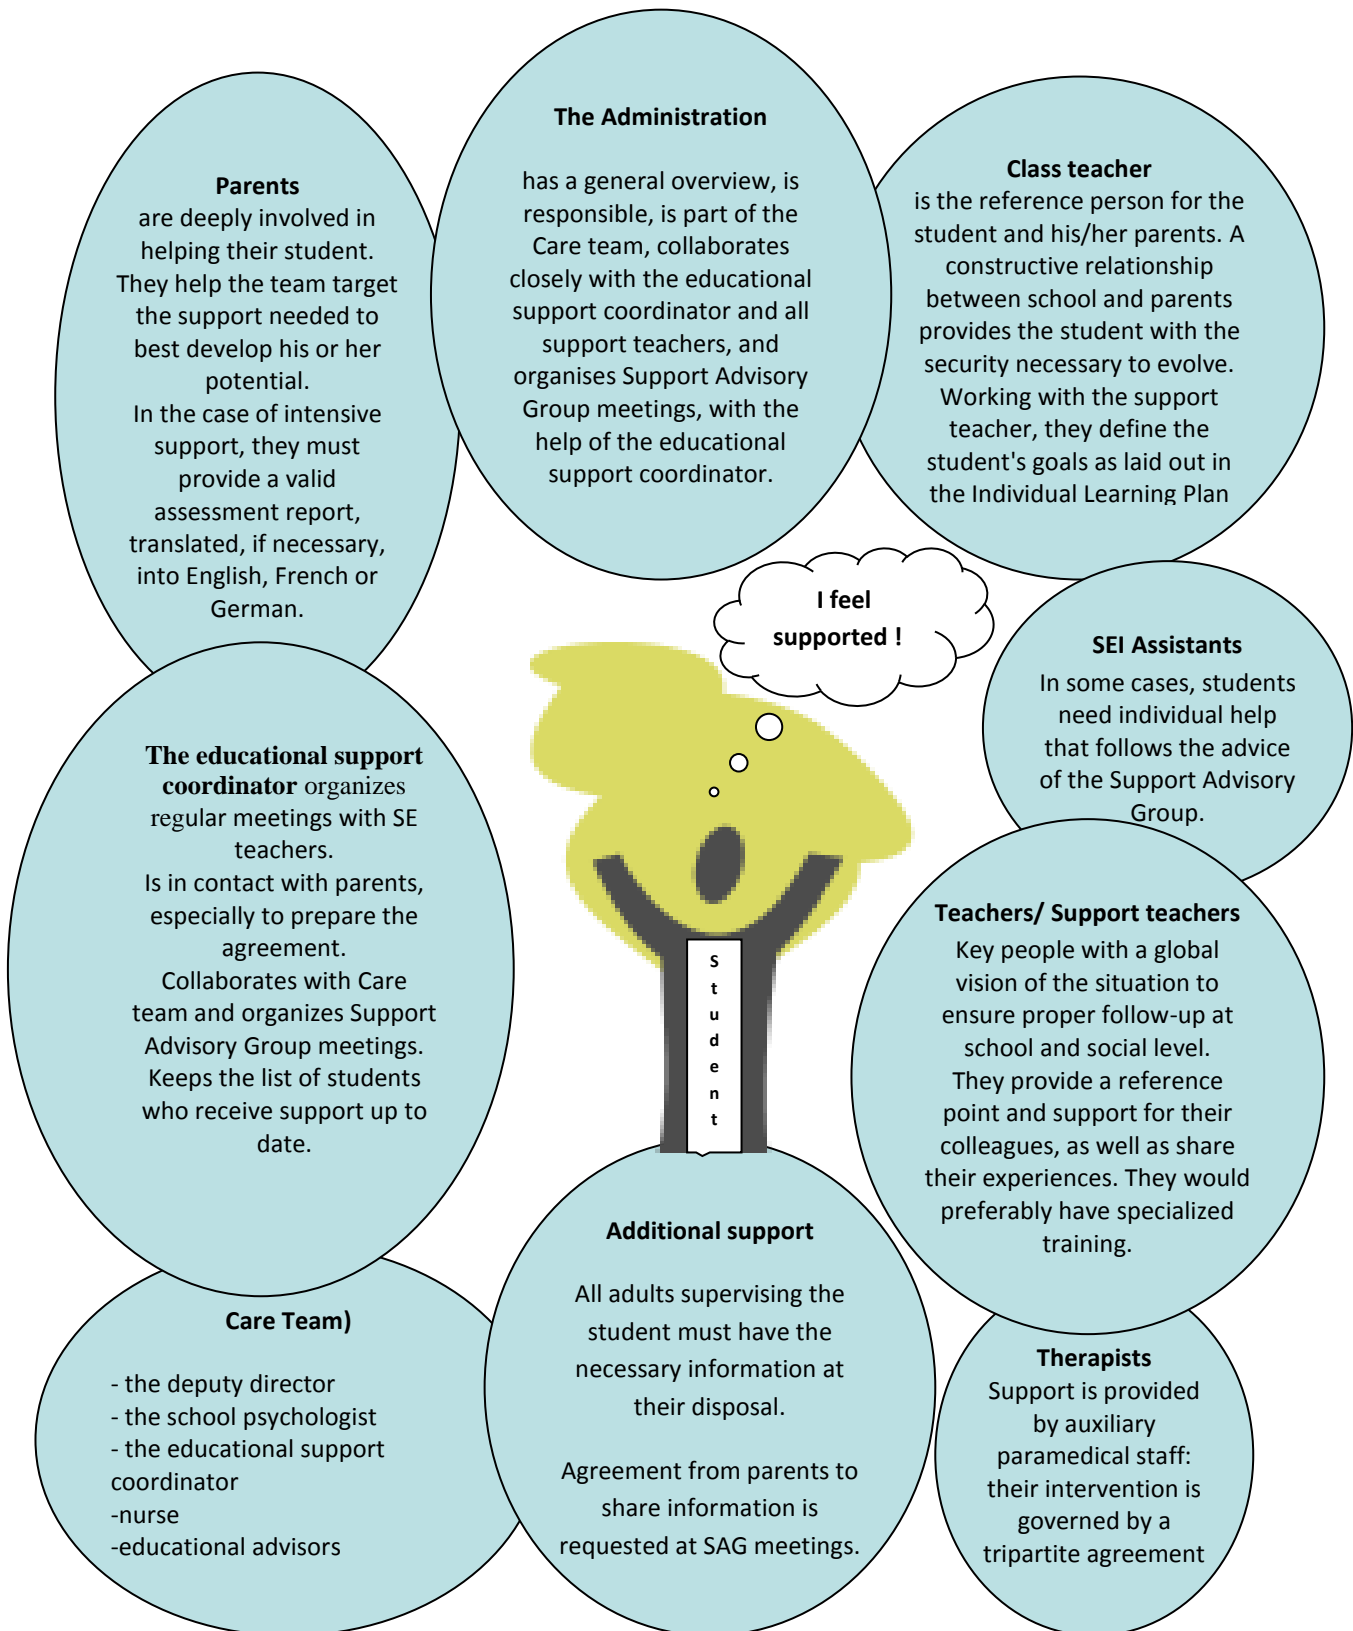 The Administration
has a general overview, is
responsible, is part of the
Care team, collaborates
closely with the educational
support coordinator and all
support teachers, and
organises Support Advisory
Group meetings, with the
help of the educational
support coordinator.
Parents
are deeply involved in
helping their student.
They help the team target
the support needed to
best develop his or her
potential.
In the case of intensive
support, they must
provide a valid
assessment report,
translated, if necessary,
into English, French or
German.
Class teacher
is the reference person for the
student and his/her parents. A
constructive relationship
between school and parents
provides the student with the
security necessary to evolve.
Working with the support
teacher, they define the
student's goals as laid out in
the Individual Learning Plan
I feel
supported !
SEI Assistants
In some cases, students
need individual help
that follows the advice
of the Support Advisory
Group.
The educational support
coordinator organizes
regular meetings with SE
teachers.
Is in contact with parents,
especially to prepare the
agreement.
Collaborates with Care
team and organizes Support
Advisory Group meetings.
Keeps the list of students
who receive support up to
date.
Teachers/ Support teachers
Key people with a global
vision of the situation to
ensure proper follow-up at
school and social level.
They provide a reference
point and support for their
colleagues, as well as share
their experiences. They would
preferably have specialized
training.
S
t
u
d
e
n
t
Additional support
All adults supervising the
student must have the
necessary information at
their disposal.
Agreement from parents to
share information is
requested at SAG meetings.
Care Team)
- the deputy director
- the school psychologist
- the educational support
coordinator
-nurse
-educational advisors
Therapists
Support is provided
by auxiliary
paramedical staff:
their intervention is
governed by a
tripartite agreement